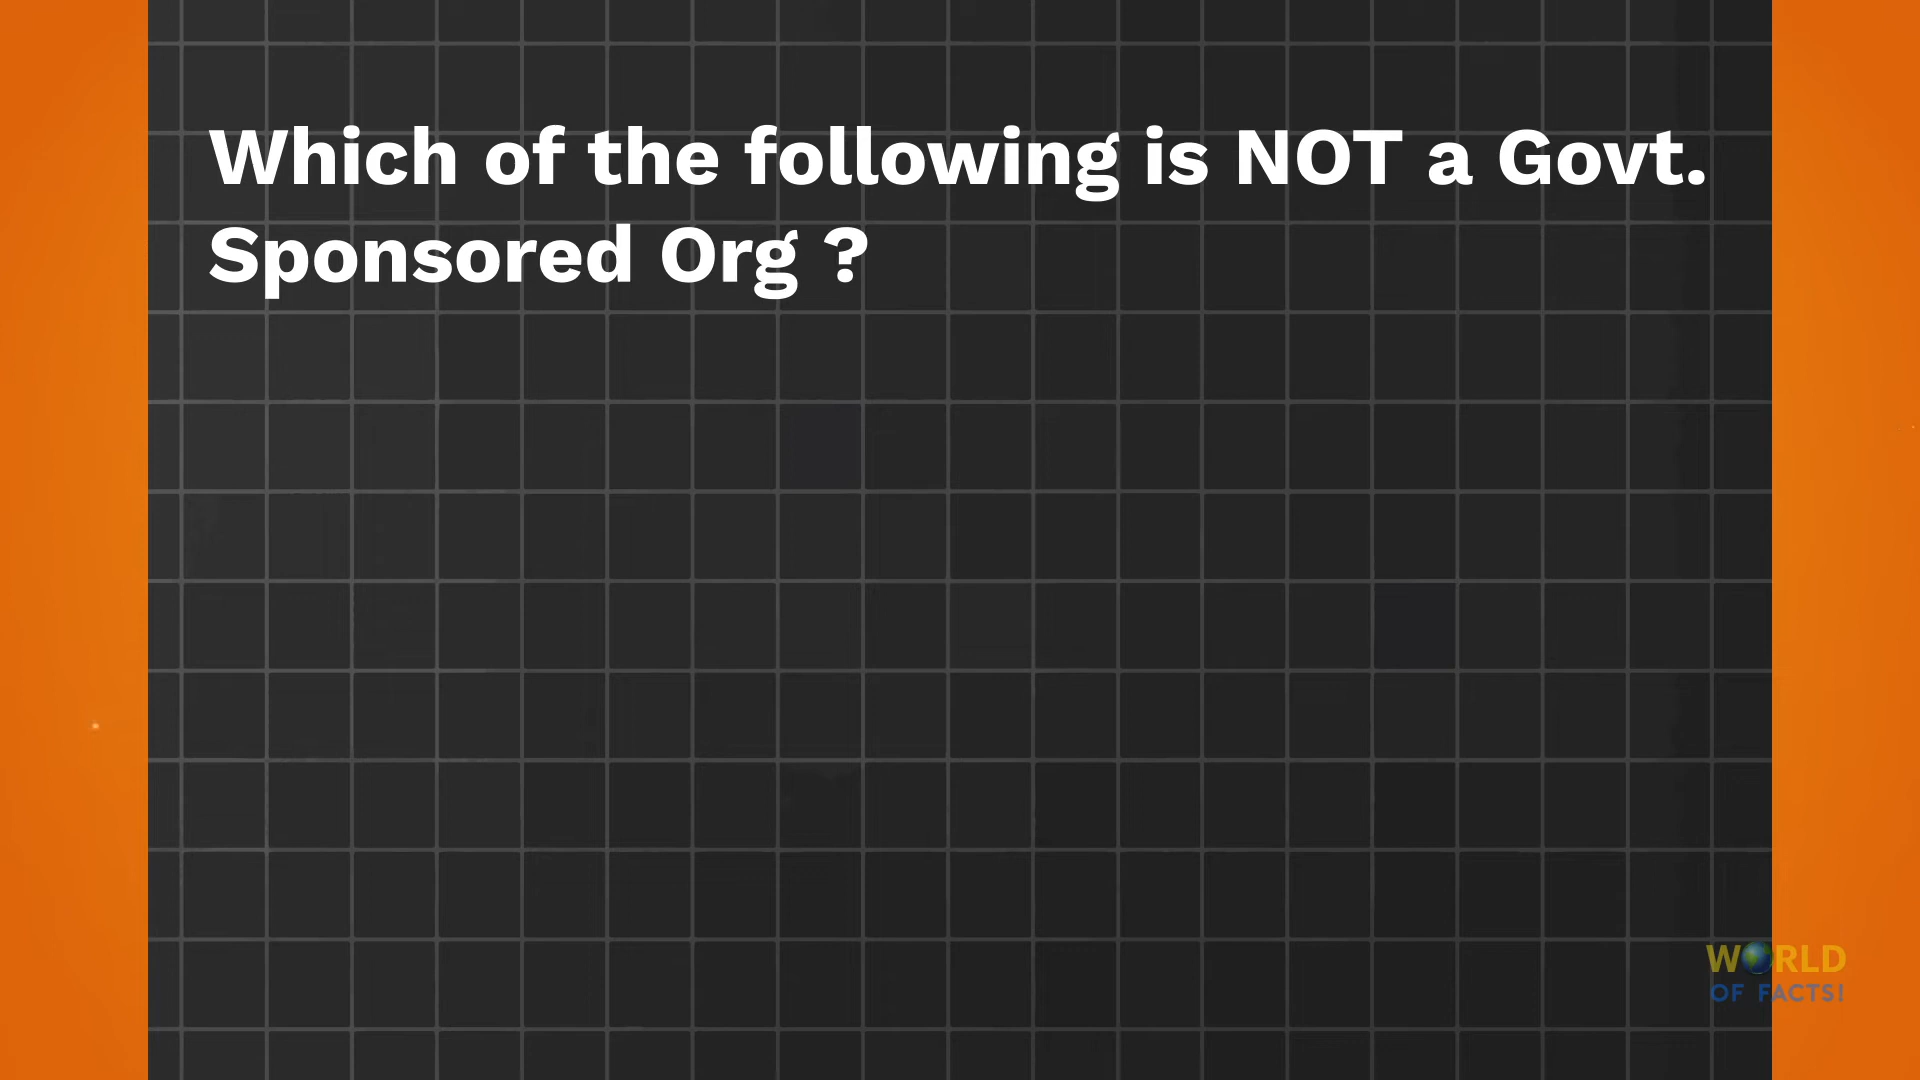 Which of the following is NOT a Govt.
Sponsored Org ?
WORLD
OF FACTS!